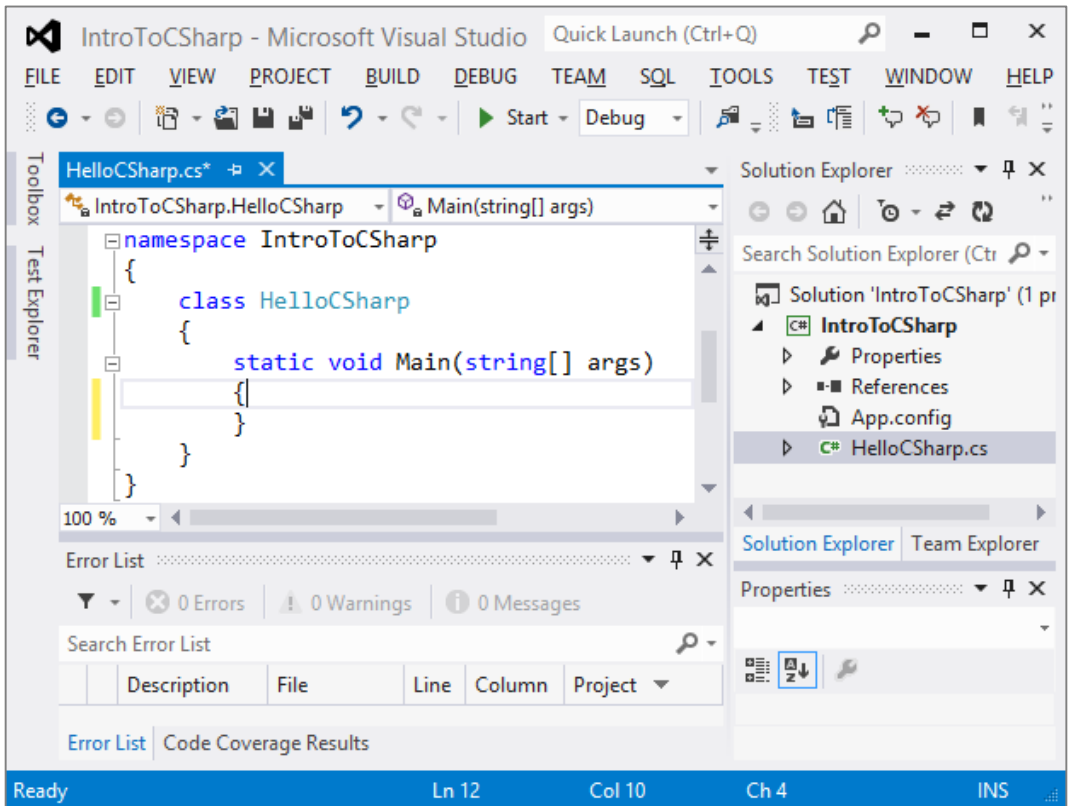 IntroToCSharp - Microsoft Visual Studio Quick Launch (Ctrl+Q)
FILE EDIT VIEW PROJECT BUILD DEBUG TEAM SQL TOOLS TEST WINDOW HELP
Start Debug
Toolbox
Test Explorer
HelloCSharp.cs*
IntroToCSharp.HelloCSharp Main(string[] args)
namespace IntroToCSharp
{
class HelloCSharp
{
static void Main(string[] args)
{
}
}
}
100 %
Error List
0 Errors 0 Warnings 0 Messages
Search Error List
Description File Line Column Project
Error List Code Coverage Results
Solution Explorer
Search Solution Explorer (Ctr
Solution 'IntroToCSharp' (1 pr
C# IntroToCSharp
Properties
References
App.config
C# HelloCSharp.cs
Solution Explorer Team Explorer
Properties
Ready Ln 12 Col 10 Ch 4 INS